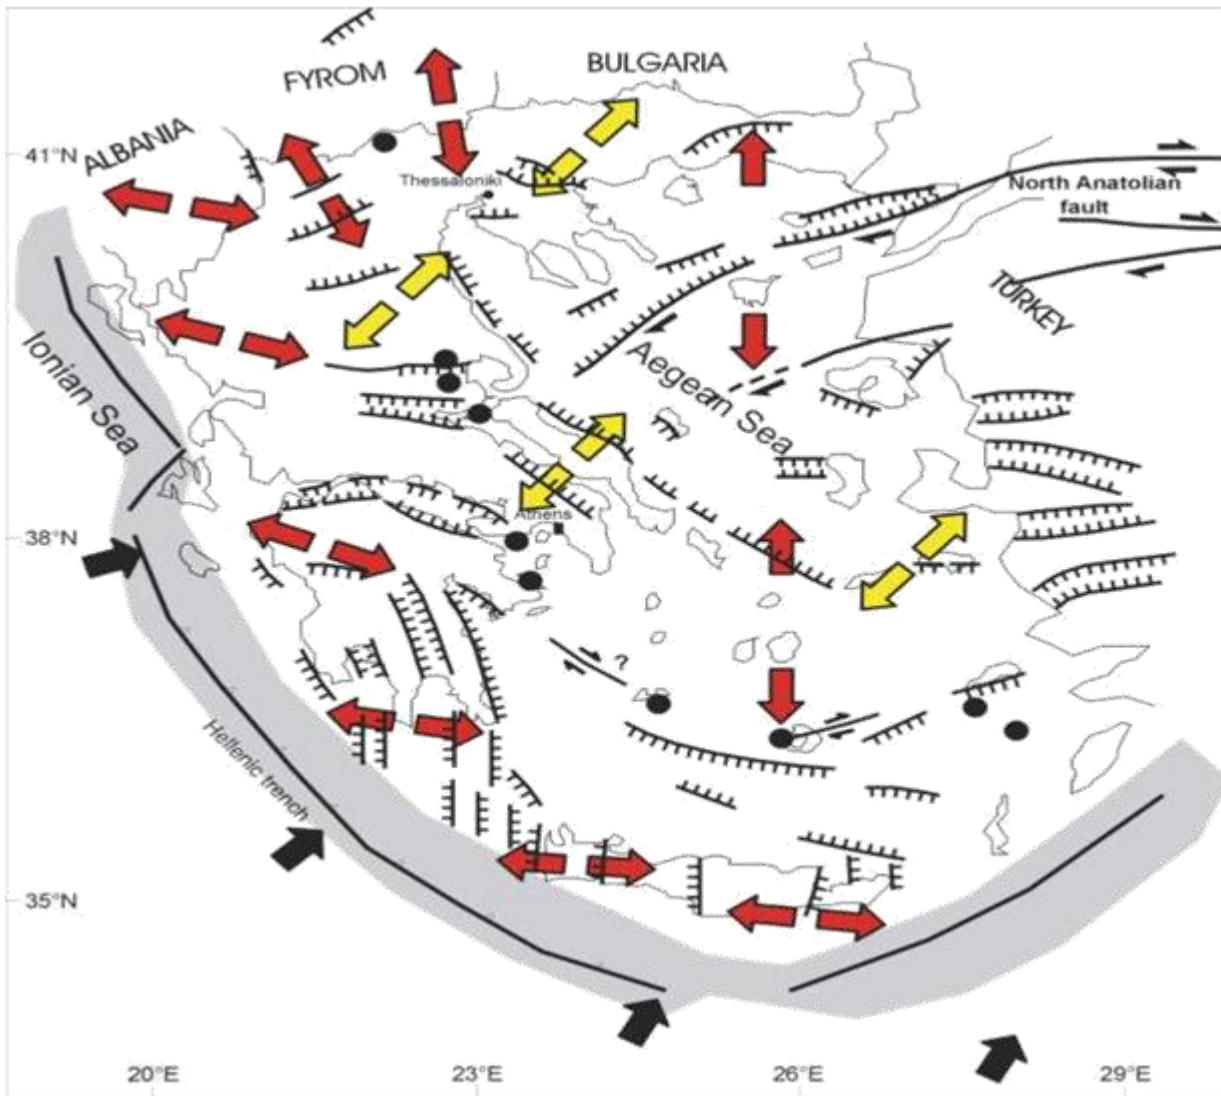 BULGARIA
FYROM
ALBANIA
41°N
Thessaloniki
North Anatolian
fault
TURKEY
Ionian Sea
Aegean Sea
Athens
38°N
?
Hellenic trench
35°N
20°E
23°E
26°E
29°E